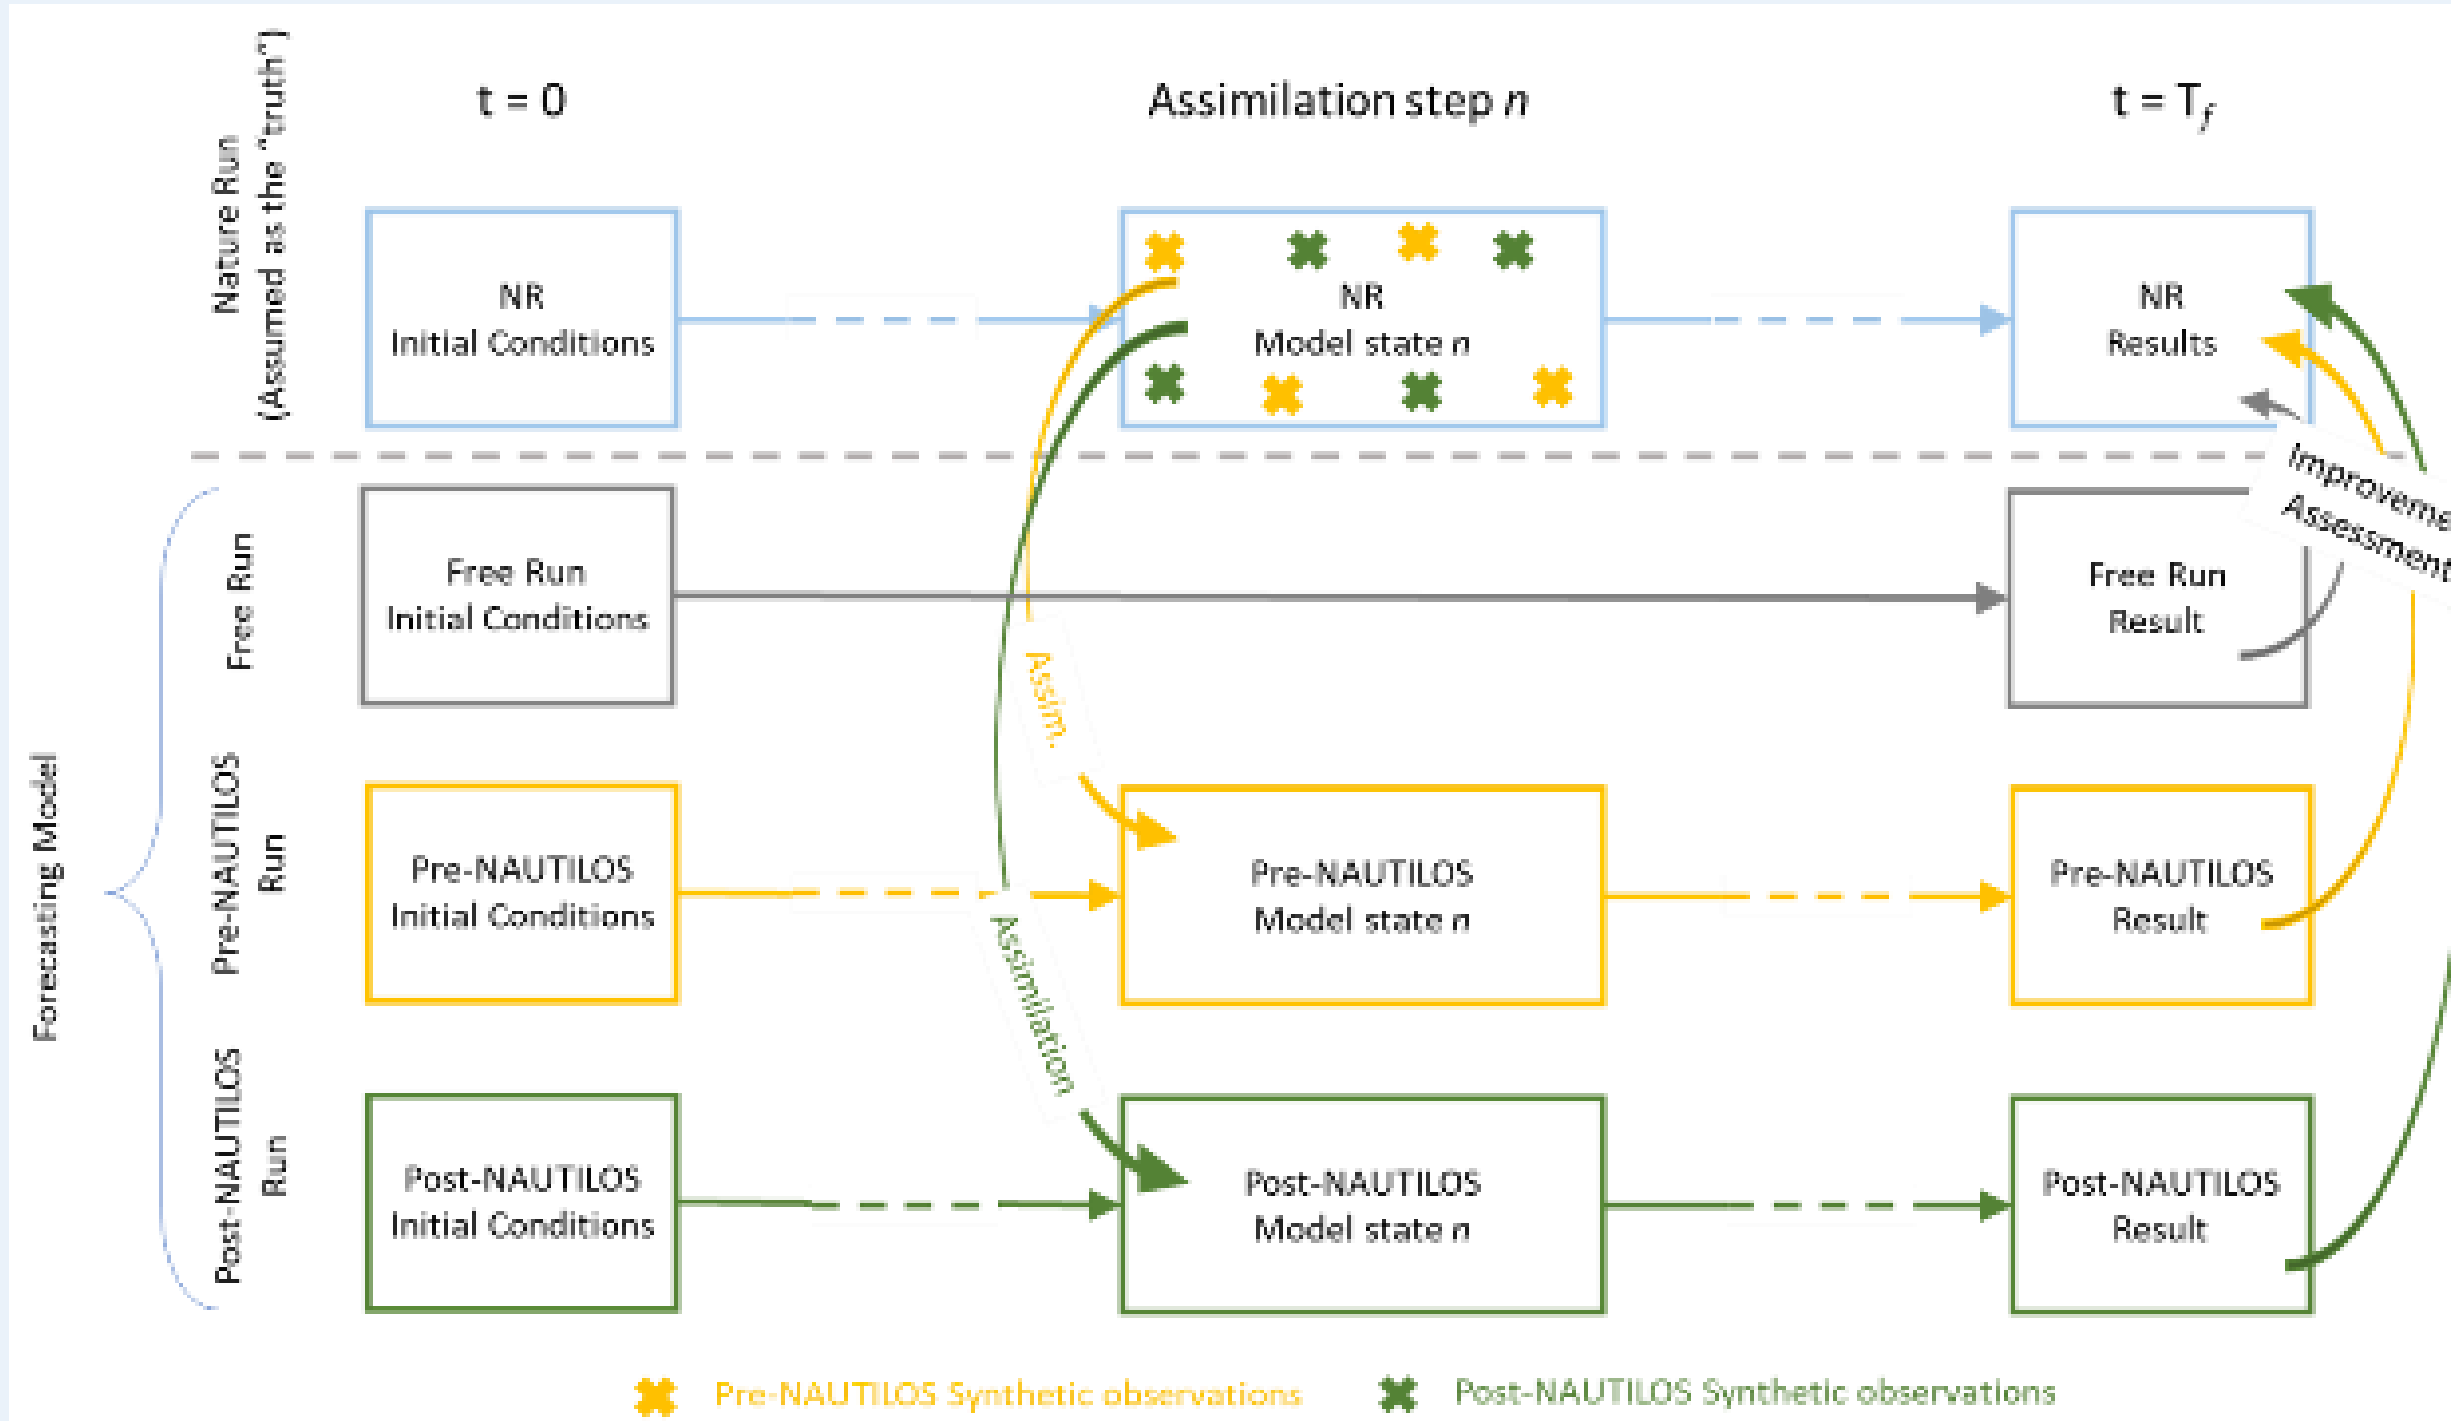 t = 0
Assimilation step n
t = Tf
Nature Run
(Assumed as the "truth")
NR
Initial Conditions
NR
Model state n
NR
Results
Improveme
Assessment
Forecasting Model
Free Run
Free Run
Initial Conditions
Free Run
Result
Assim.
Pre-NAUTILOS
Run
Pre-NAUTILOS
Initial Conditions
Pre-NAUTILOS
Model state n
Pre-NAUTILOS
Result
Assimilation
Post-NAUTILOS
Run
Post-NAUTILOS
Initial Conditions
Post-NAUTILOS
Model state n
Post-NAUTILOS
Result
Pre-NAUTILOS Synthetic observations
Post-NAUTILOS Synthetic observations